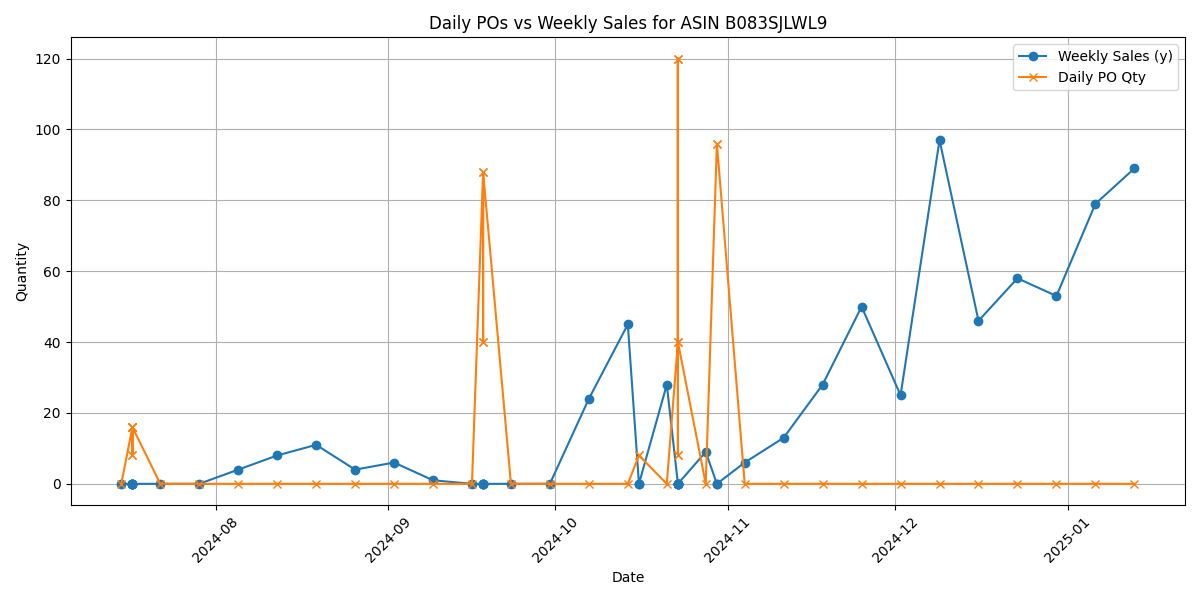 Daily POs vs Weekly Sales for ASIN B083SJLWL9
Weekly Sales (y)
Daily PO Qty
120
100
80
60
40
20
0
Quantity
2024-08
2024-09
2024-10
2024-11
2024-12
2025-01
Date